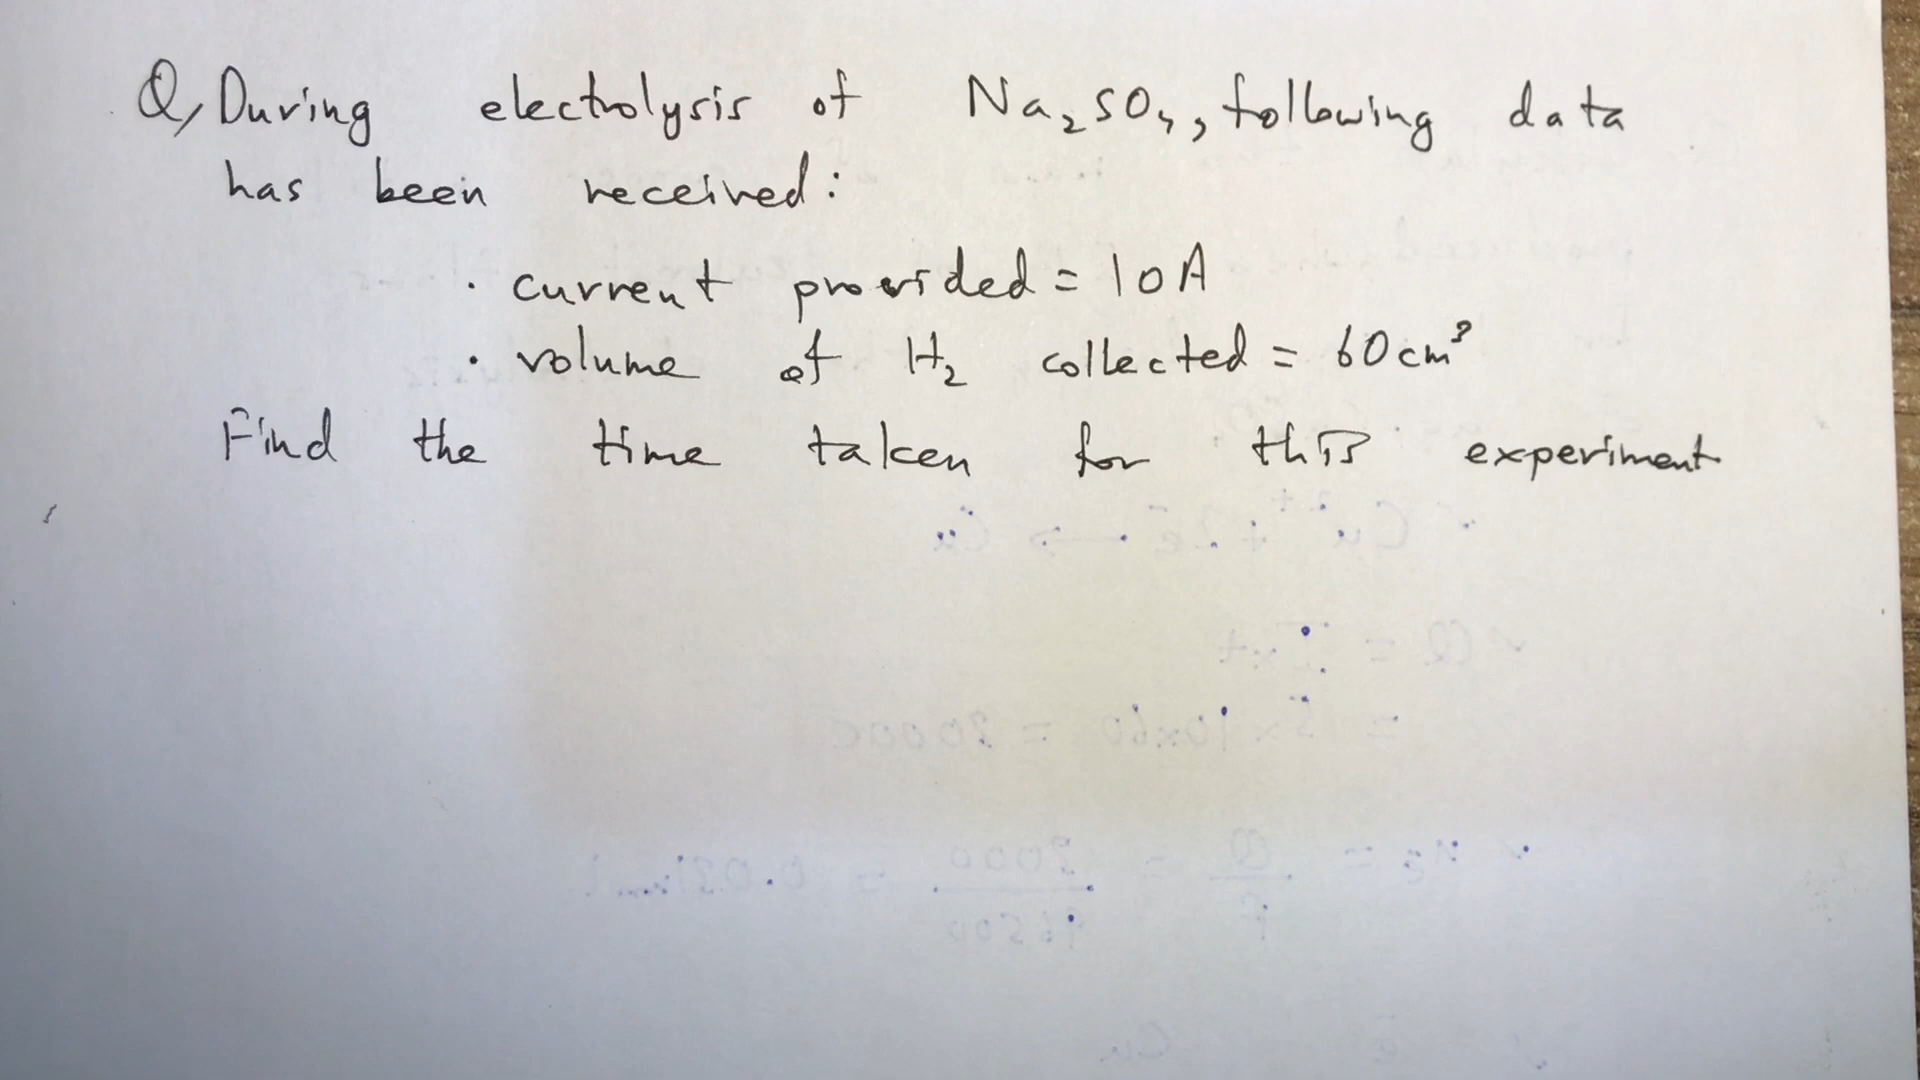 Q, During electrolysis of Na₂SO₄, following data
has been received:
· current provided = 10A
· volume of H₂ collected = 60cm³
Find the time taken for this experiment